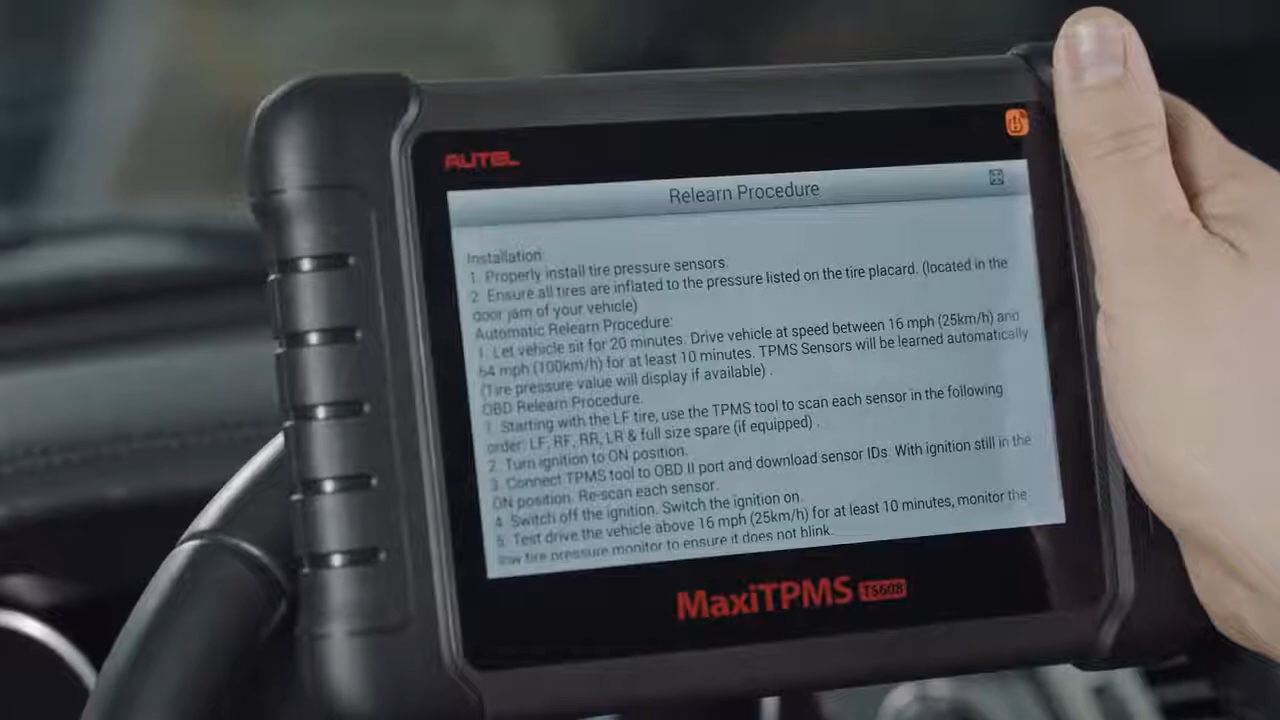 AUTEL
Relearn Procedure
Installation:
1. Properly install tire pressure sensors.
2. Ensure all tires are inflated to the pressure listed on the tire placard. (located in the
door jam of your vehicle)
Automatic Relearn Procedure:
1. Let vehicle sit for 20 minutes. Drive vehicle at speed between 16 mph (25km/h) and
64 mph (100km/h) for at least 10 minutes. TPMS Sensors will be learned automatically
(Tire pressure value will display if available) .
OBD Relearn Procedure.
1. Starting with the LF tire, use the TPMS tool to scan each sensor in the following
order: LF, RF, RR, LR & full size spare (if equipped) .
2. Turn ignition to ON position.
3. Connect TPMS tool to OBD II port and download sensor IDs. With ignition still in the
ON position. Re-scan each sensor.
4. Switch off the ignition. Switch the ignition on.
5. Test drive the vehicle above 16 mph (25km/h) for at least 10 minutes, monitor the
low tire pressure monitor to ensure it does not blink.
MaxiTPMS TS608